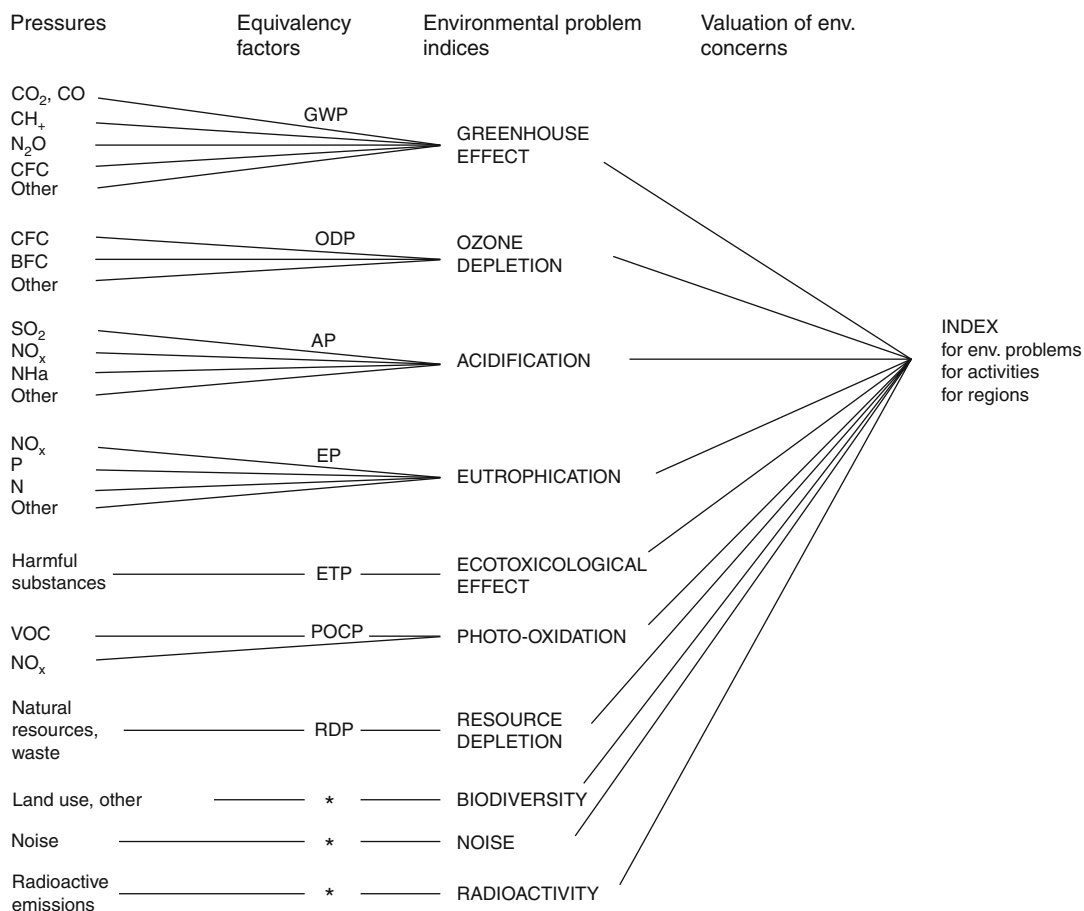 Pressures
Equivalency
factors
Environmental problem
indices
Valuation of env.
concerns
CO₂, CO
CH₊
N₂O
CFC
Other
GWP
GREENHOUSE
EFFECT
CFC
BFC
Other
ODP
OZONE
DEPLETION
SO₂
NOₓ
NHa
Other
AP
ACIDIFICATION
INDEX
for env. problems
for activities
for regions
NOₓ
P
N
Other
EP
EUTROPHICATION
Harmful
substances
ETP
ECOTOXICOLOGICAL
EFFECT
VOC
NOₓ
POCP
PHOTO-OXIDATION
Natural
resources,
waste
RDP
RESOURCE
DEPLETION
Land use, other
*
BIODIVERSITY
Noise
*
NOISE
Radioactive
emissions
*
RADIOACTIVITY